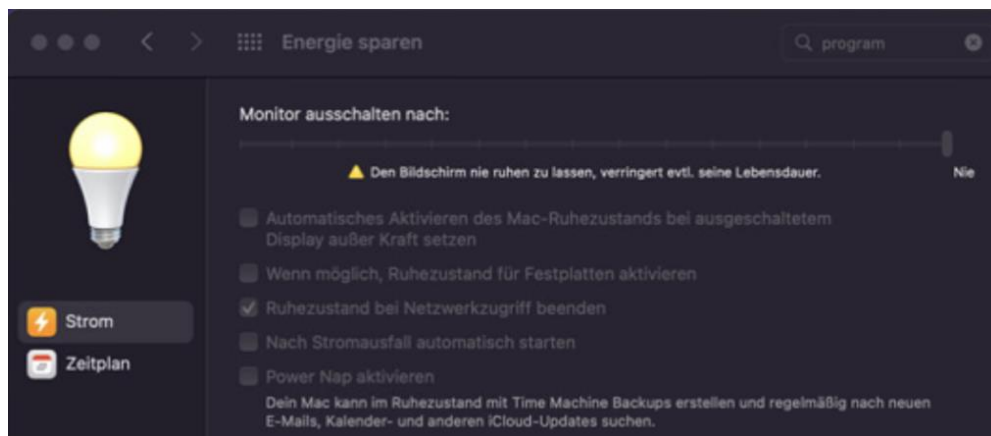 Energie sparen
program
Monitor ausschalten nach:
Den Bildschirm nie ruhen zu lassen, verringert evtl. seine Lebensdauer.
Nie
Automatisches Aktivieren des Mac-Ruhezustands bei ausgeschaltetem
Display außer Kraft setzen
Wenn möglich, Ruhezustand für Festplatten aktivieren
Ruhezustand bei Netzwerkzugriff beenden
Strom
Nach Stromausfall automatisch starten
Zeitplan
Power Nap aktivieren
Dein Mac kann im Ruhezustand mit Time Machine Backups erstellen und regelmäßig nach neuen
E-Mails, Kalender- und anderen iCloud-Updates suchen.